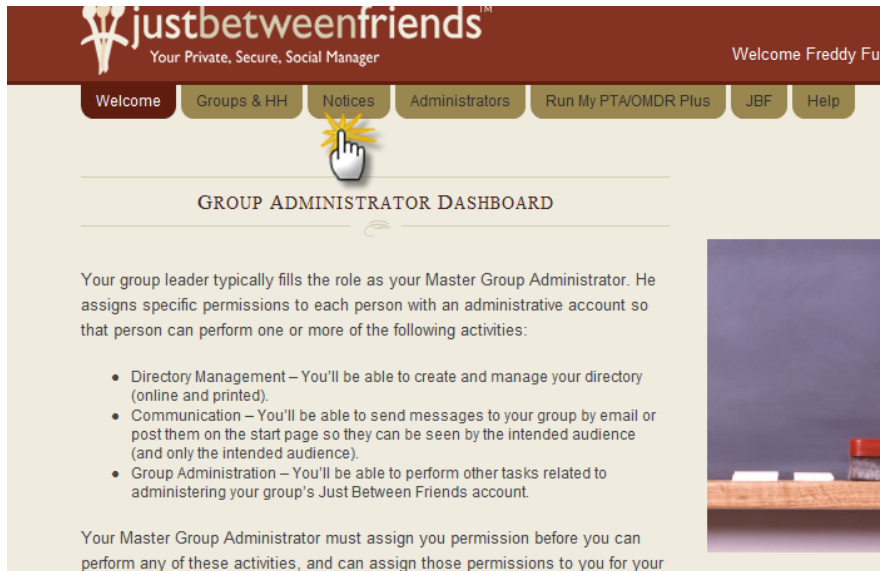 justbetweenfriends™
Your Private, Secure, Social Manager
Welcome Freddy Fu
Welcome Groups & HH Notices Administrators Run My PTA/OMDR Plus JBF Help
GROUP ADMINISTRATOR DASHBOARD
Your group leader typically fills the role as your Master Group Administrator. He
assigns specific permissions to each person with an administrative account so
that person can perform one or more of the following activities:
● Directory Management – You'll be able to create and manage your directory
(online and printed).
● Communication – You'll be able to send messages to your group by email or
post them on the start page so they can be seen by the intended audience
(and only the intended audience).
● Group Administration – You'll be able to perform other tasks related to
administering your group's Just Between Friends account.
Your Master Group Administrator must assign you permission before you can
perform any of these activities, and can assign those permissions to you for your